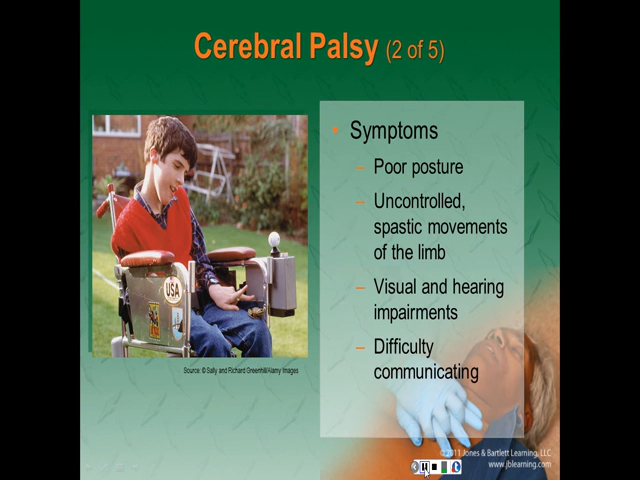 Cerebral Palsy (2 of 5)
• Symptoms
– Poor posture
– Uncontrolled,
spastic movements
of the limb
– Visual and hearing
impairments
– Difficulty
communicating
USA
Source: © Sally and Richard Greenhill/Alamy Images
© 2011 Jones & Bartlett Learning, LLC
www.jblearning.com